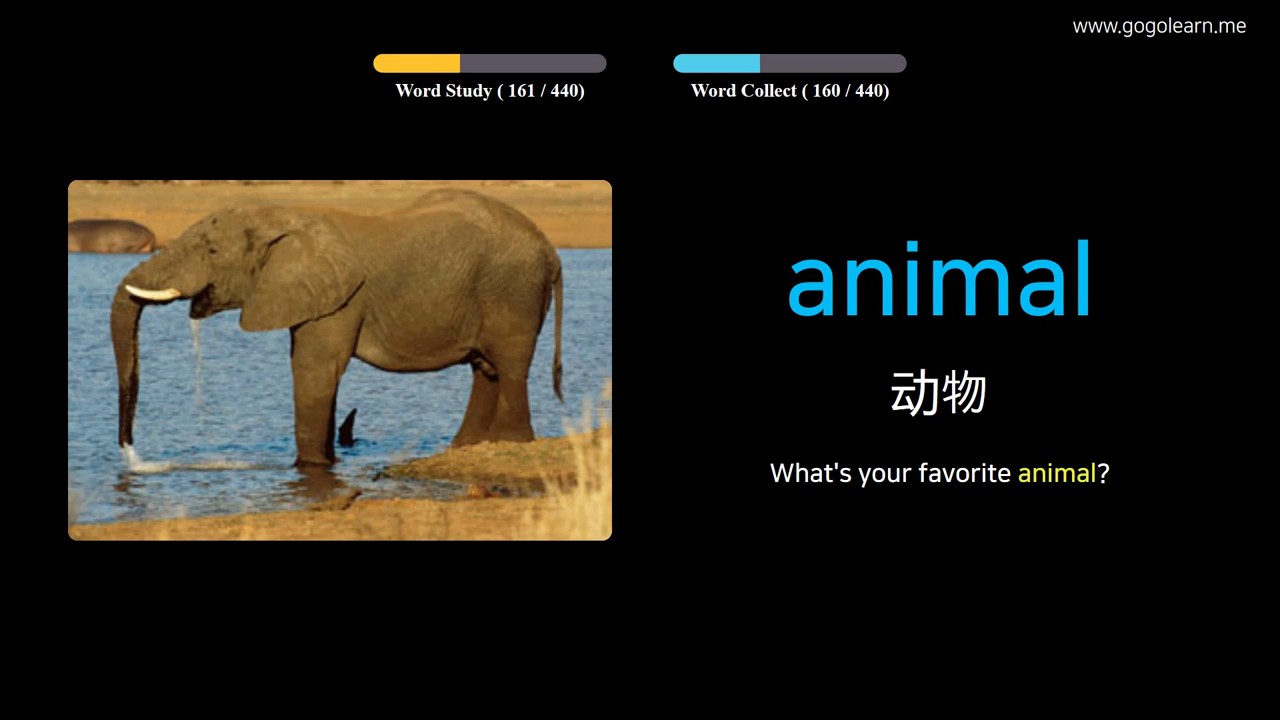 www.gogolearn.me
Word Study ( 161 / 440)
Word Collect ( 160 / 440)
animal
动物
What's your favorite animal?